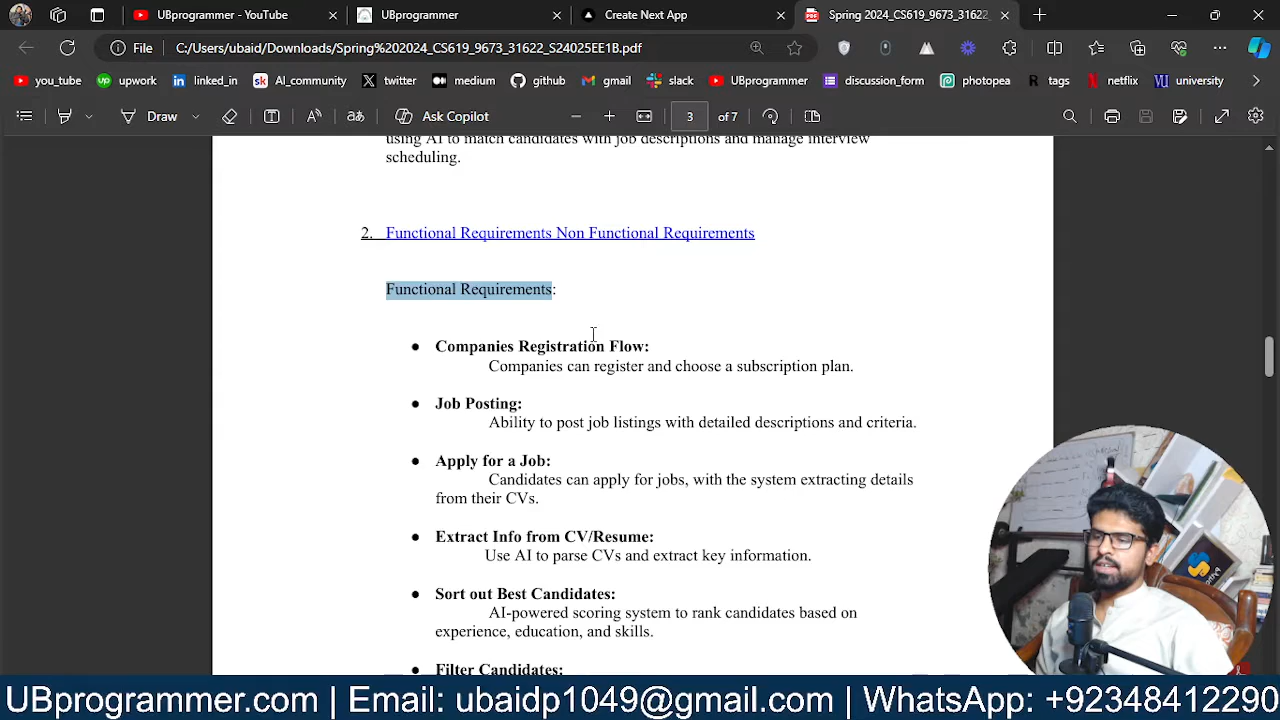 UBprogrammer - YouTube
UBprogrammer
Create Next App
Spring 2024_CS619_9673_31622_
File
C:/Users/ubaid/Downloads/Spring%202024_CS619_9673_31622_S24025EE1B.pdf
you_tube
upwork
linked_in
AI_community
twitter
medium
github
gmail
slack
UBprogrammer
discussion_form
photopea
tags
netflix
university
Draw
Ask Copilot
3 of 7
using AI to match candidates with job descriptions and manage interview
scheduling.
2. Functional Requirements Non Functional Requirements
Functional Requirements:
● Companies Registration Flow:
Companies can register and choose a subscription plan.
● Job Posting:
Ability to post job listings with detailed descriptions and criteria.
● Apply for a Job:
Candidates can apply for jobs, with the system extracting details
from their CVs.
● Extract Info from CV/Resume:
Use AI to parse CVs and extract key information.
● Sort out Best Candidates:
AI-powered scoring system to rank candidates based on
experience, education, and skills.
● Filter Candidates:
UBprogrammer.com | Email: ubaidp1049@gmail.com | WhatsApp: +92348412290